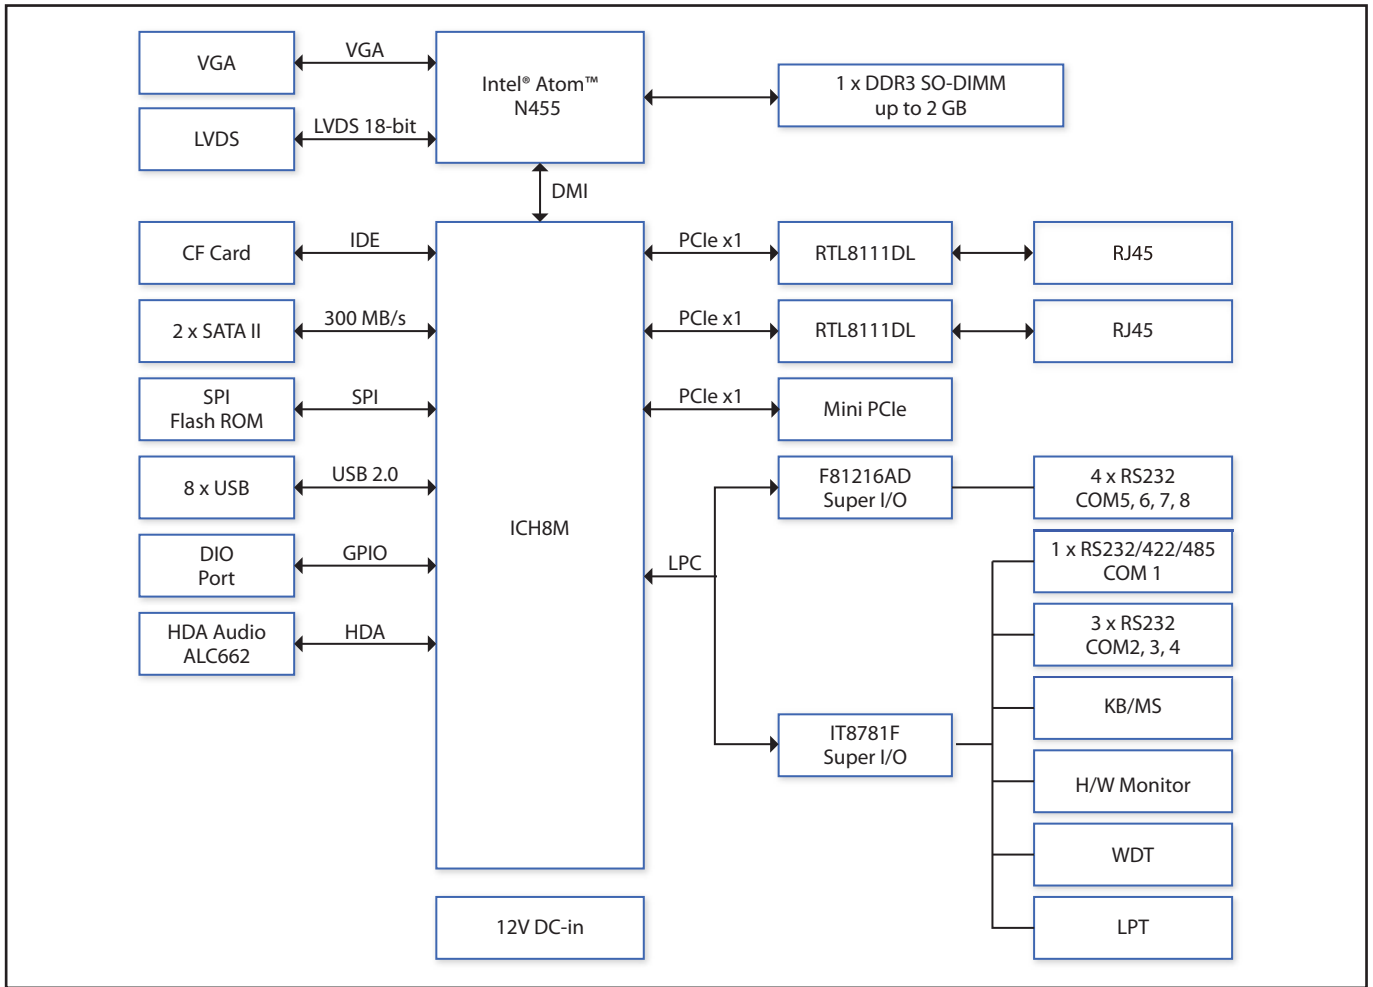 VGA
VGA
Intel® Atom™
N455
1 x DDR3 SO-DIMM
up to 2 GB
LVDS
LVDS 18-bit
DMI
CF Card
IDE
PCIe x1
RTL8111DL
RJ45
2 x SATA II
300 MB/s
PCIe x1
RTL8111DL
RJ45
SPI
Flash ROM
SPI
PCIe x1
Mini PCIe
8 x USB
USB 2.0
F81216AD
Super I/O
4 x RS232
COM5, 6, 7, 8
ICH8M
DIO
Port
GPIO
LPC
1 x RS232/422/485
COM 1
HDA Audio
ALC662
HDA
3 x RS232
COM2, 3, 4
KB/MS
IT8781F
Super I/O
H/W Monitor
WDT
12V DC-in
LPT